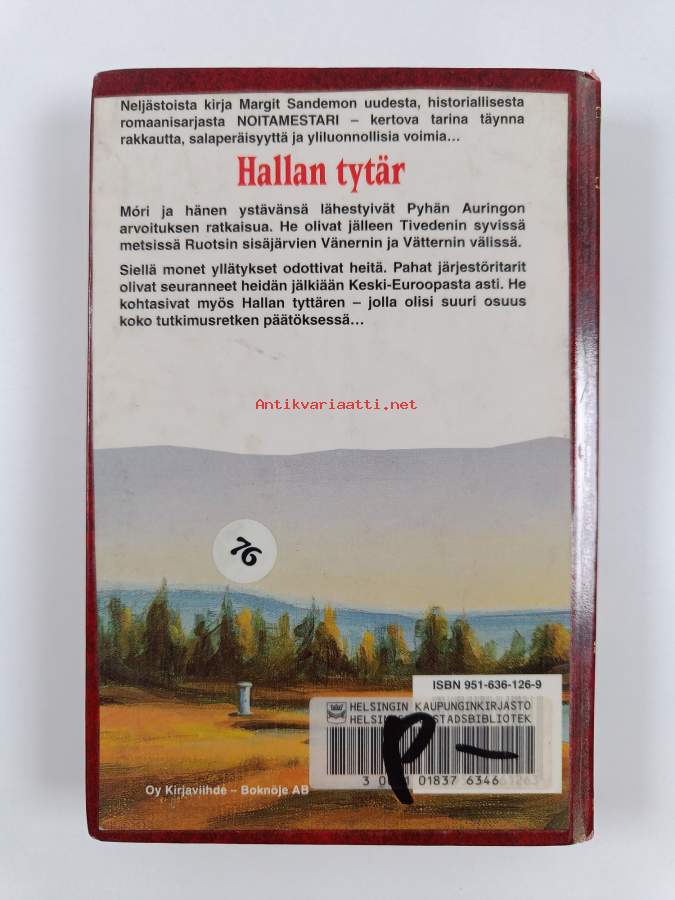 Neljästoista kirja Margit Sandemon uudesta, historiallisesta
romaanisarjasta NOITAMESTARI – kertova tarina täynna
rakkautta, salaperäisyyttä ja yliluonnollisia voimia...
Hallan tytär
Móri ja hänen ystävänsä lähestyivät Pyhän Auringon
arvoituksen ratkaisua. He olivat jälleen Tivedenin syvissä
metsissä Ruotsin sisäjärvien Vänernin ja Vätternin välissä.
Siellä monet yllätykset odottivat heitä. Pahat järjestöritarit
olivat seuranneet heidän jälkiään Keski-Euroopasta asti. He
kohtasivat myös Hallan tyttären – jolla olisi suuri osuus
koko tutkimusretken päätöksessä...
Antikvariaatti.net
76
ISBN 951-636-126-9
HELSINGIN KAUPUNGINKIRJASTO
P –
01837 6346
Oy Kirjaviihde – Boknöje AB